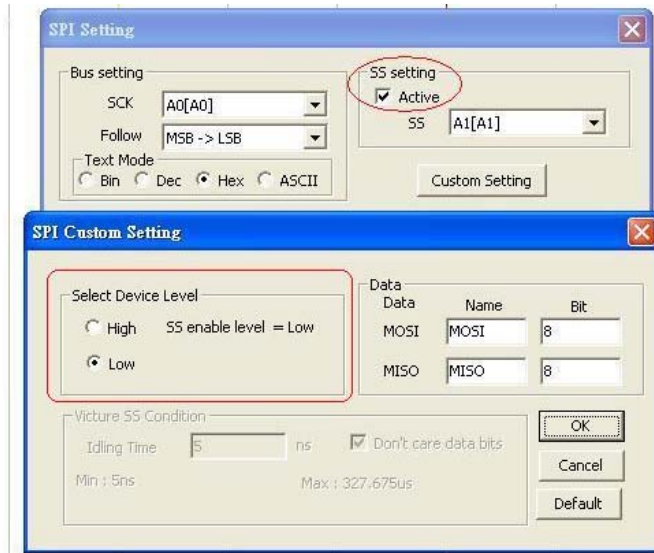 SPI Setting
Bus setting
SCK A0[A0]
Follow MSB -> LSB
Text Mode
Bin Dec Hex ASCII
SS setting
Active
SS A1[A1]
Custom Setting
SPI Custom Setting
Select Device Level
High SS enable level = Low
Low
Data
Data Name Bit
MOSI MOSI 8
MISO MISO 8
Victure SS Condition
Idling Time 5 ns Don't care data bits
Min : 5ns Max : 327.675us
OK
Cancel
Default